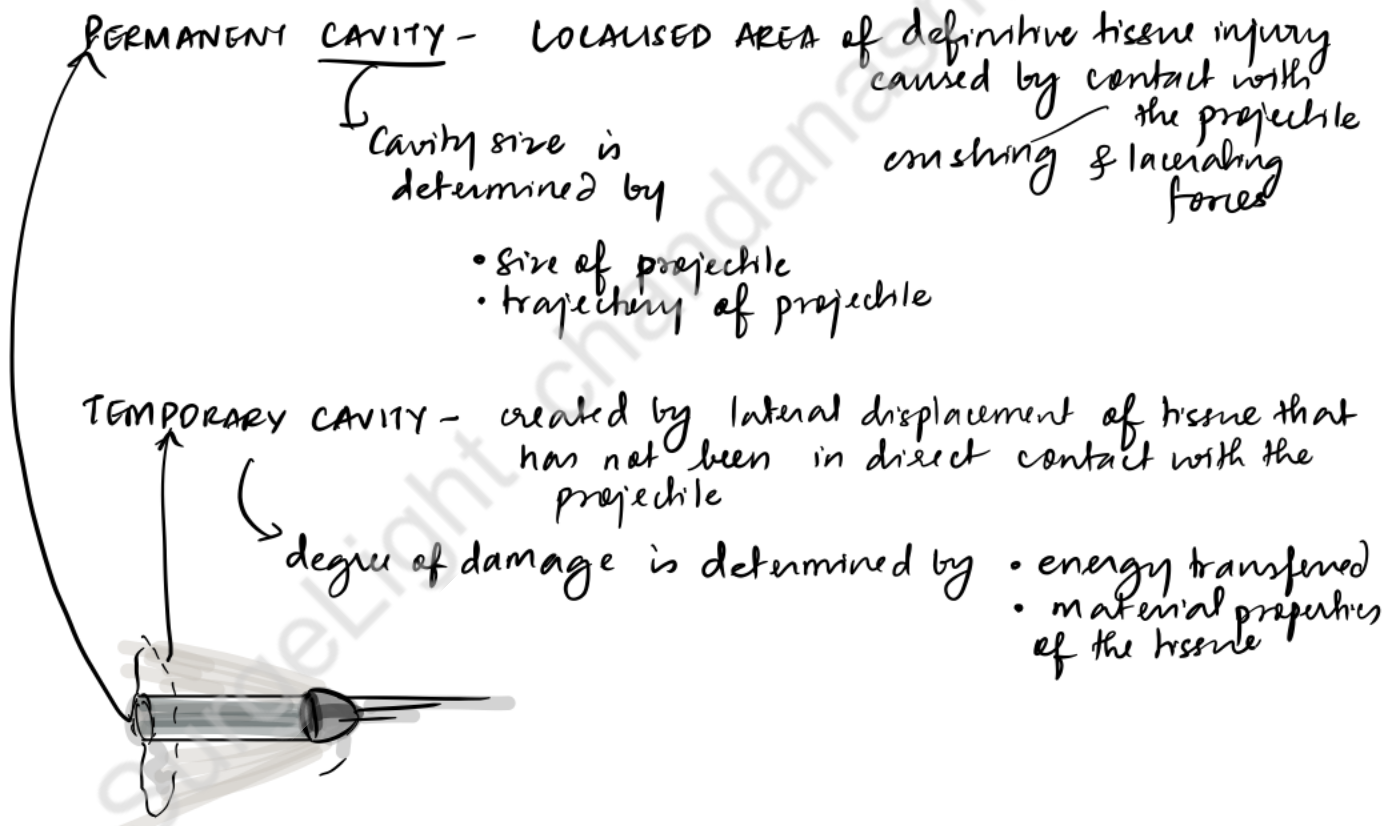 PERMANENT CAVITY - LOCALISED AREA of definitive tissue injury
caused by contact with
the projectile
crushing & lacerating
forces
Cavity size is
determined by
• size of projectile
• trajectory of projectile
TEMPORARY CAVITY - created by lateral displacement of tissue that
has not been in direct contact with the
projectile
degree of damage is determined by • energy transferred
• material properties
of the tissue
SurgeLight chandanash